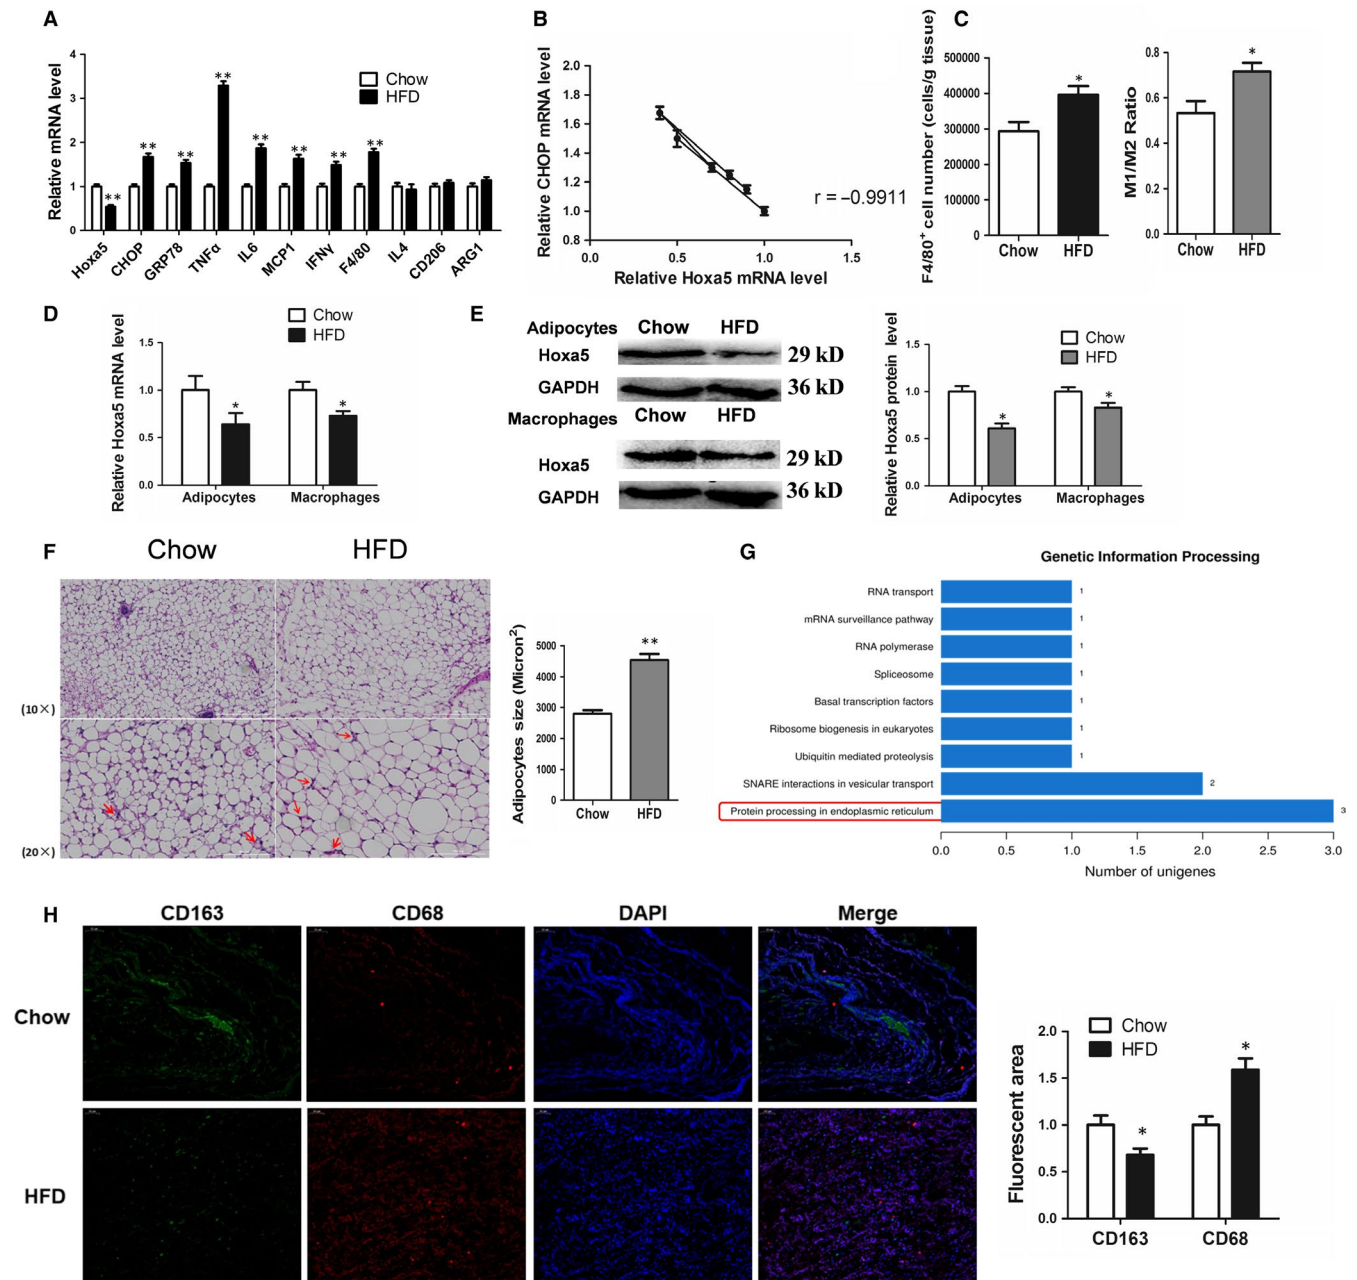 A
Relative mRNA level
4
3
2
1
0
Chow
HFD
**
**
**
**
**
**
**
**
Hoxa5
CHOP
GRP78
TNFα
IL6
MCP1
IFNγ
F4/80
IL4
CD206
ARG1
B
Relative CHOP mRNA level
2.0
1.8
1.6
1.4
1.2
1.0
0.8
r = –0.9911
0.0 0.5 1.0 1.5
Relative Hoxa5 mRNA level
C
F4/80+ cell number (cells/g tissue)
500000
400000
300000
200000
100000
0
*
Chow HFD
M1/M2 Ratio
0.8
0.6
0.4
0.2
0.0
*
Chow HFD
D
Relative Hoxa5 mRNA level
Chow
HFD
1.5
1.0
0.5
0.0
*
*
Adipocytes Macrophages
E
Adipocytes Chow HFD
Hoxa5 29 kD
GAPDH 36 kD
Macrophages Chow HFD
Hoxa5 29 kD
GAPDH 36 kD
Relative Hoxa5 protein level
Chow
HFD
1.5
1.0
0.5
0.0
*
*
Adipocytes Macrophages
F
Chow HFD
(10×)
(20×)
Adipocytes size (Micron2)
5000
4000
3000
2000
1000
0
**
Chow HFD
G
Genetic Information Processing
RNA transport 1
mRNA surveillance pathway 1
RNA polymerase 1
Spliceosome 1
Basal transcription factors 1
Ribosome biogenesis in eukaryotes 1
Ubiquitin mediated proteolysis 1
SNARE interactions in vesicular transport 2
Protein processing in endoplasmic reticulum 3
0.0 0.5 1.0 1.5 2.0 2.5 3.0
Number of unigenes
H
CD163 CD68 DAPI Merge
Chow
HFD
Fluorescent area
Chow
HFD
2.0
1.5
1.0
0.5
0.0
*
*
CD163 CD68